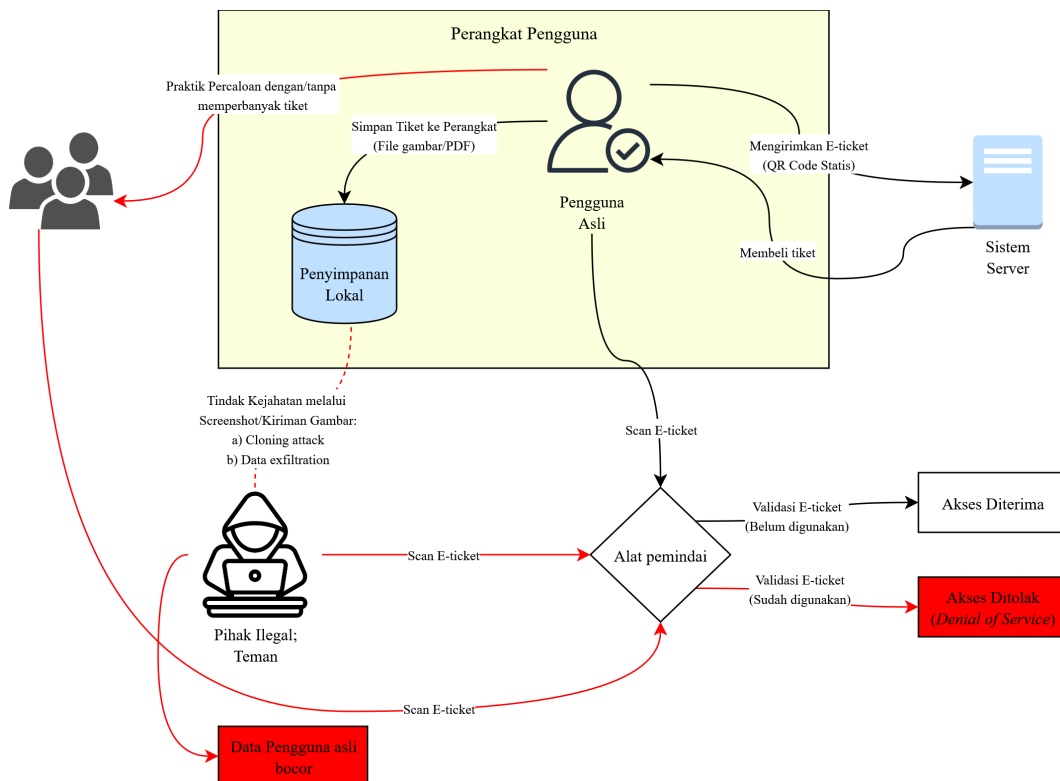 Perangkat Pengguna
Praktik Percaloan dengan/tanpa
memperbanyak tiket
Simpan Tiket ke Perangkat
(File gambar/PDF)
Mengirimkan E-ticket
(QR Code Statis)
Pengguna
Asli
Membeli tiket
Sistem
Server
Penyimpanan
Lokal
Tindak Kejahatan melalui
Screenshot/Kiriman Gambar:
a) Cloning attack
b) Data exfiltration
Scan E-ticket
Validasi E-ticket
(Belum digunakan)
Akses Diterima
Scan E-ticket
Alat pemindai
Validasi E-ticket
(Sudah digunakan)
Akses Ditolak
(Denial of Service)
Pihak Ilegal;
Teman
Scan E-ticket
Data Pengguna asli
bocor